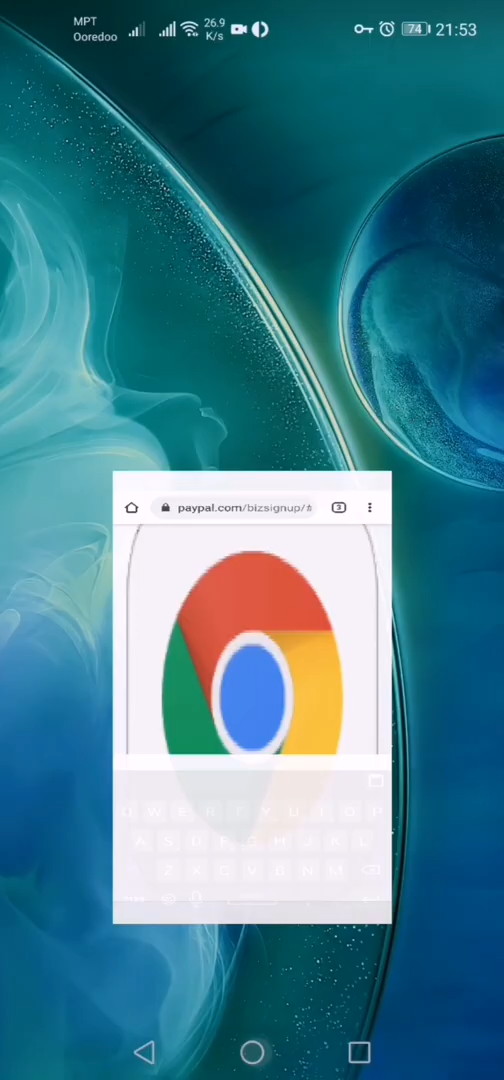 MPT
Ooredoo
26.9
K/s
74
21:53
paypal.com/bizsignup/#
3
Q W E R T Y U I O P
A S D F G H J K L
Z X C V B N M